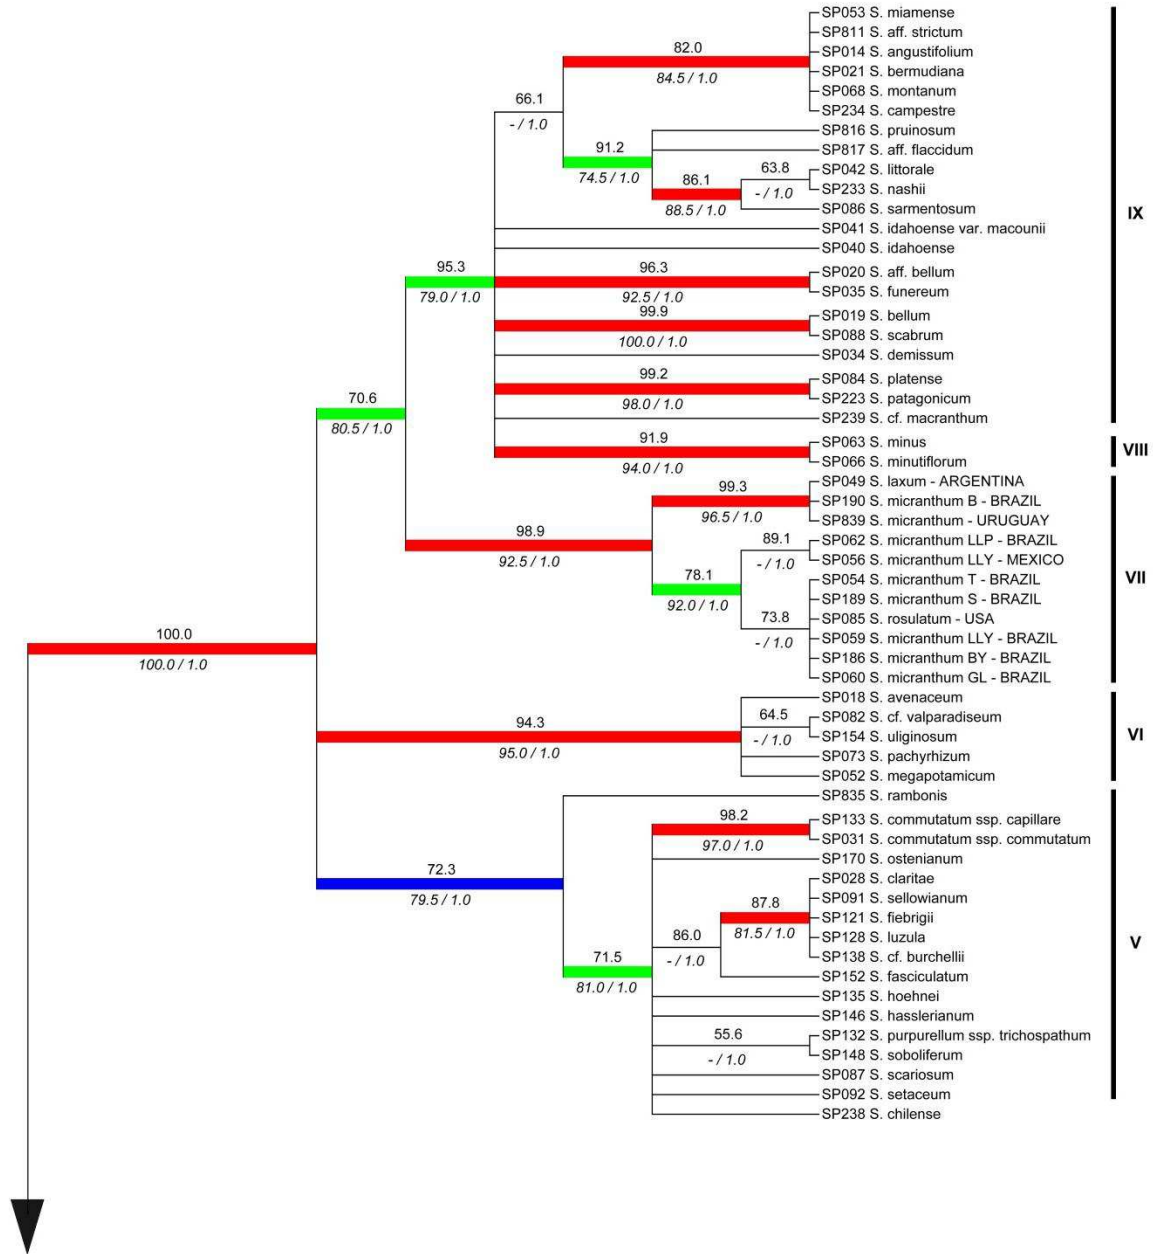 SP053 S. miamense
SP811 S. aff. strictum
82.0
SP014 S. angustifolium
84.5 / 1.0
SP021 S. bermudiana
SP068 S. montanum
66.1
SP234 S. campestre
- / 1.0
SP816 S. pruinosum
91.2
SP817 S. aff. flaccidum
74.5 / 1.0
63.8
SP042 S. littorale
86.1
- / 1.0
SP233 S. nashii
88.5 / 1.0
SP086 S. sarmentosum
IX
SP041 S. idahoense var. macounii
SP040 S. idahoense
95.3
79.0 / 1.0
96.3
SP020 S. aff. bellum
92.5 / 1.0
SP035 S. funereum
99.9
SP019 S. bellum
100.0 / 1.0
SP088 S. scabrum
SP034 S. demissum
99.2
SP084 S. platense
98.0 / 1.0
SP223 S. patagonicum
70.6
80.5 / 1.0
SP239 S. cf. macranthum
91.9
SP063 S. minus
94.0 / 1.0
SP066 S. minutiflorum
VIII
SP049 S. laxum - ARGENTINA
99.3
SP190 S. micranthum B - BRAZIL
96.5 / 1.0
SP839 S. micranthum - URUGUAY
98.9
92.5 / 1.0
89.1
SP062 S. micranthum LLP - BRAZIL
- / 1.0
SP056 S. micranthum LLY - MEXICO
78.1
92.0 / 1.0
SP054 S. micranthum T - BRAZIL
SP189 S. micranthum S - BRAZIL
73.8
SP085 S. rosulatum - USA
- / 1.0
SP059 S. micranthum LLY - BRAZIL
SP186 S. micranthum BY - BRAZIL
SP060 S. micranthum GL - BRAZIL
VII
100.0
100.0 / 1.0
SP018 S. avenaceum
94.3
64.5
SP082 S. cf. valparadiseum
95.0 / 1.0
- / 1.0
SP154 S. uliginosum
SP073 S. pachyrhizum
SP052 S. megapotamicum
VI
SP835 S. rambonis
98.2
SP133 S. commutatum ssp. capillare
97.0 / 1.0
SP031 S. commutatum ssp. commutatum
SP170 S. ostenianum
72.3
79.5 / 1.0
SP028 S. claritae
87.8
SP091 S. sellowianum
86.0
81.5 / 1.0
SP121 S. fiebrigii
- / 1.0
SP128 S. luzula
SP138 S. cf. burchellii
71.5
81.0 / 1.0
SP152 S. fasciculatum
SP135 S. hoehnei
SP146 S. hasslerianum
55.6
SP132 S. purpurellum ssp. trichospathum
- / 1.0
SP148 S. soboliferum
SP087 S. scariosum
SP092 S. setaceum
V
SP238 S. chilense